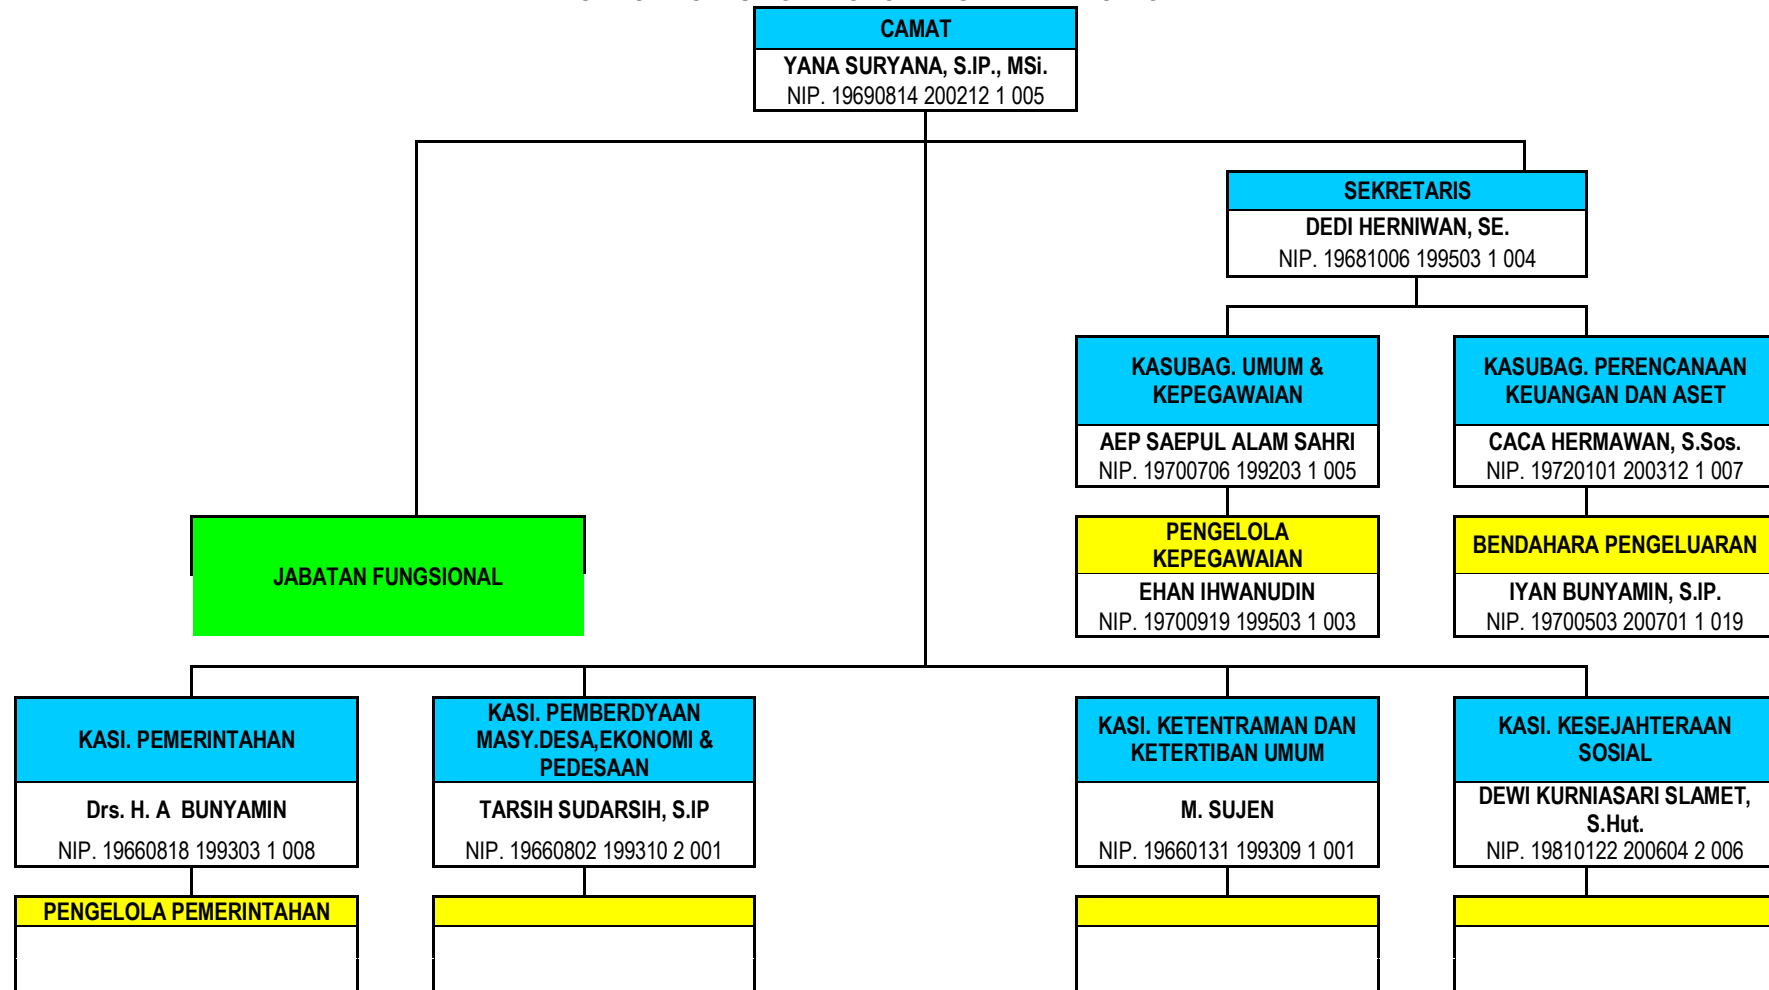 CAMAT
YANA SURYANA, S.IP., MSi.
NIP. 19690814 200212 1 005
SEKRETARIS
DEDI HERNIWAN, SE.
NIP. 19681006 199503 1 004
KASUBAG. UMUM &
KEPEGAWAIAN
AEP SAEPUL ALAM SAHRI
NIP. 19700706 199203 1 005
KASUBAG. PERENCANAAN
KEUANGAN DAN ASET
CACA HERMAWAN, S.Sos.
NIP. 19720101 200312 1 007
JABATAN FUNGSIONAL
PENGELOLA
KEPEGAWAIAN
EHAN IHWANUDIN
NIP. 19700919 199503 1 003
BENDAHARA PENGELUARAN
IYAN BUNYAMIN, S.IP.
NIP. 19700503 200701 1 019
KASI. PEMERINTAHAN
Drs. H. A  BUNYAMIN
NIP. 19660818 199303 1 008
KASI. PEMBERDYAAN
MASY.DESA,EKONOMI &
PEDESAAN
TARSIH SUDARSIH, S.IP
NIP. 19660802 199310 2 001
KASI. KETENTRAMAN DAN
KETERTIBAN UMUM
M. SUJEN
NIP. 19660131 199309 1 001
KASI. KESEJAHTERAAN
SOSIAL
DEWI KURNIASARI SLAMET,
S.Hut.
NIP. 19810122 200604 2 006
PENGELOLA PEMERINTAHAN